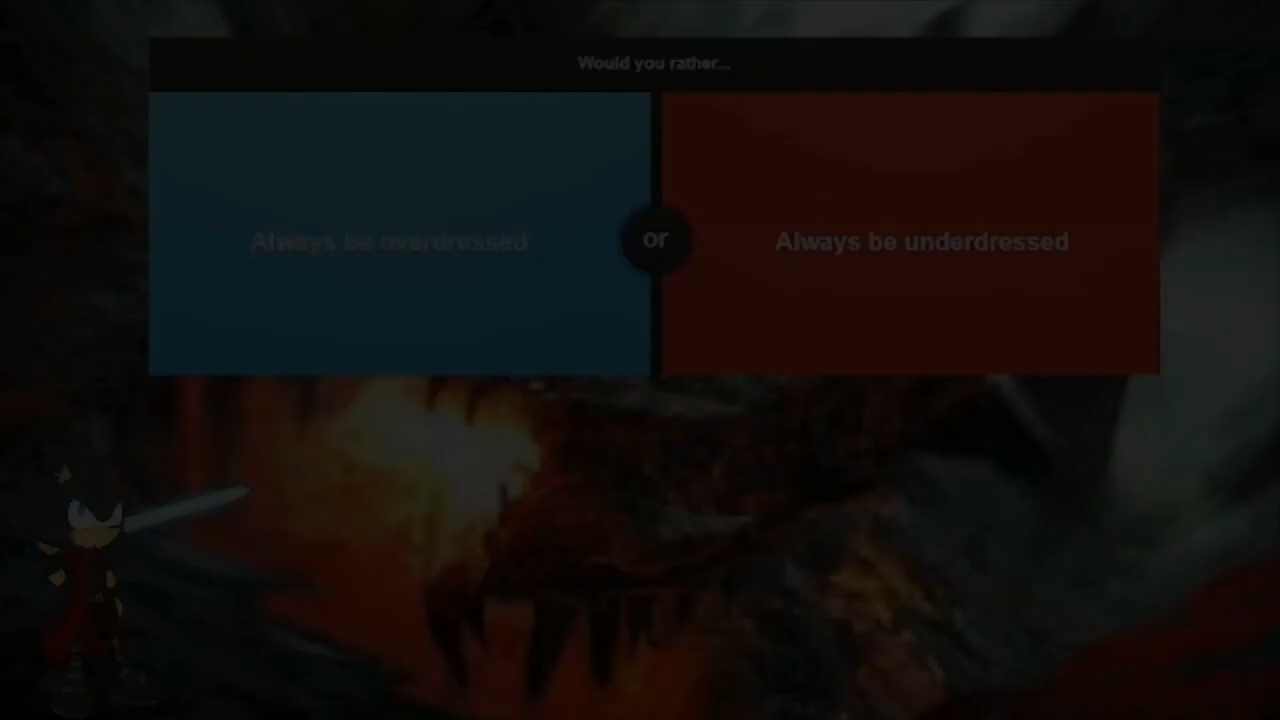 Would you rather...
Always be overdressed
or
Always be underdressed